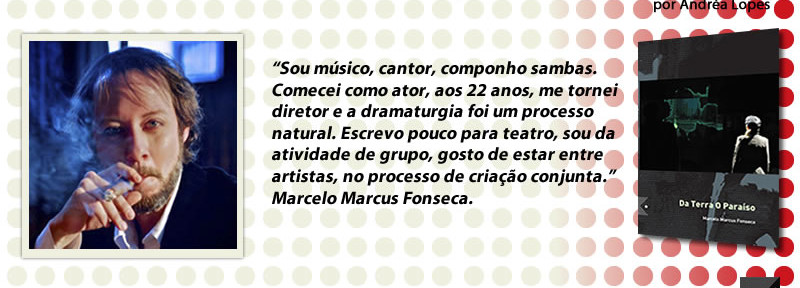 por Andréa Lopes
“Sou músico, cantor, componho sambas.
Comecei como ator, aos 22 anos, me tornei
diretor e a dramaturgia foi um processo
natural. Escrevo pouco para teatro, sou da
atividade de grupo, gosto de estar entre
artistas, no processo de criação conjunta.”
Marcelo Marcus Fonseca.
Da Terra O Paraíso
Marcelo Marcus Fonseca